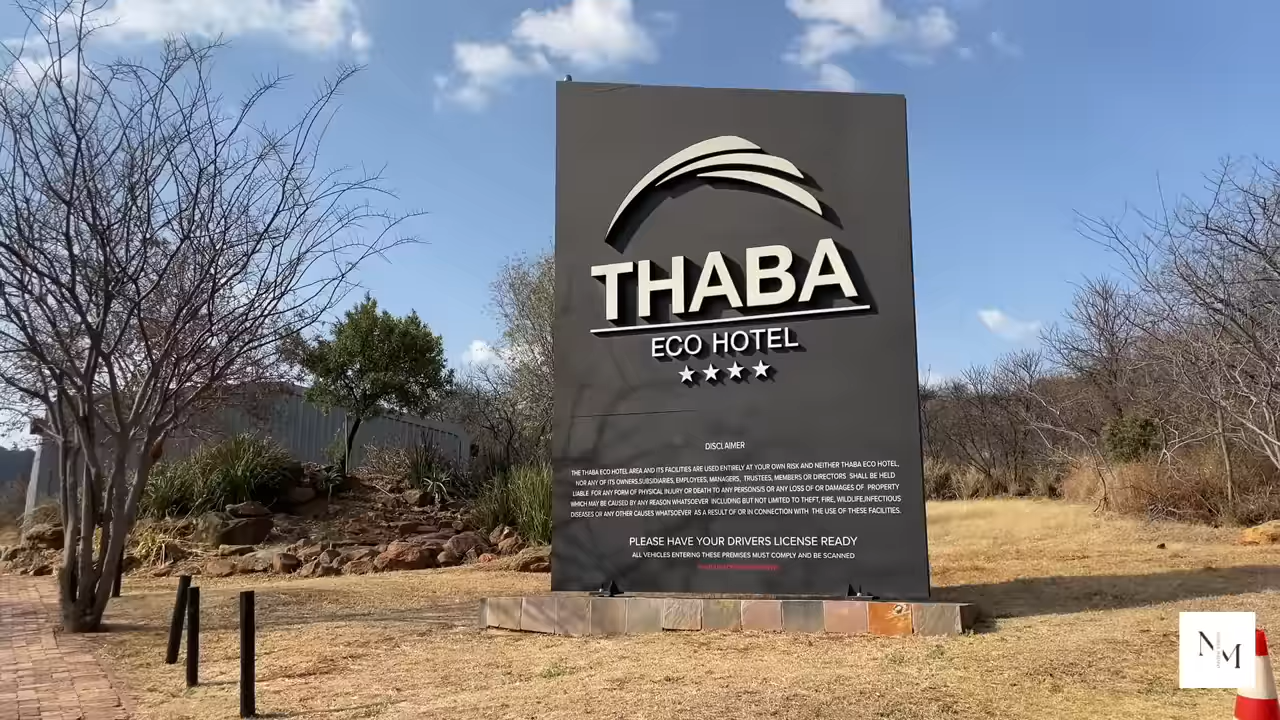 THABA
ECO HOTEL
DISCLAIMER
THE THABA ECO HOTEL AREA AND ITS FACILITIES ARE USED ENTIRELY AT YOUR OWN RISK AND NEITHER THABA ECO HOTEL,
NOR ANY OF ITS OWNERS,SUBSIDIARIES, EMPLOYEES, MANAGERS, TRUSTEES, MEMBERS OR DIRECTORS SHALL BE HELD
LIABLE FOR ANY FORM OF PHYSICAL INJURY OR DEATH TO ANY PERSON/S OR ANY LOSS OF OR DAMAGES OF PROPERTY
WHICH MAY BE CAUSED BY ANY REASON WHATSOEVER INCLUDING BUT NOT LIMITED TO THEFT, FIRE, WILDLIFE,INFECTIOUS
DISEASES OR ANY OTHER CAUSES WHATSOEVER AS A RESULT OF OR IN CONNECTION WITH THE USE OF THESE FACILITIES.
PLEASE HAVE YOUR DRIVERS LICENSE READY
ALL VEHICLES ENTERING THESE PREMISES MUST COMPLY AND BE SCANNED
N M